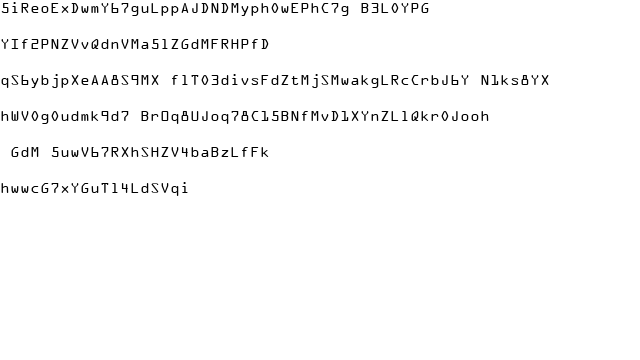 5iReoExDwmY67guLppAJDNDMyph0wEPhC7g B3L0YPG
YIf2PNZVvQdnVMa51ZGdMFRHPfD
qS6ybjpXeAA8S9MX f1T03divsFdZtMjSMwakgLRcCrbJ6Y N1ks8YX
hWV0g0udmk9d7 BrOq8UJoq78C15BNfMvD1XYnZL1Qkr0Jooh
GdM 5uwV67RXhSHZV4baBzLfFk
hwwcG7xYGuT14LdSVqi